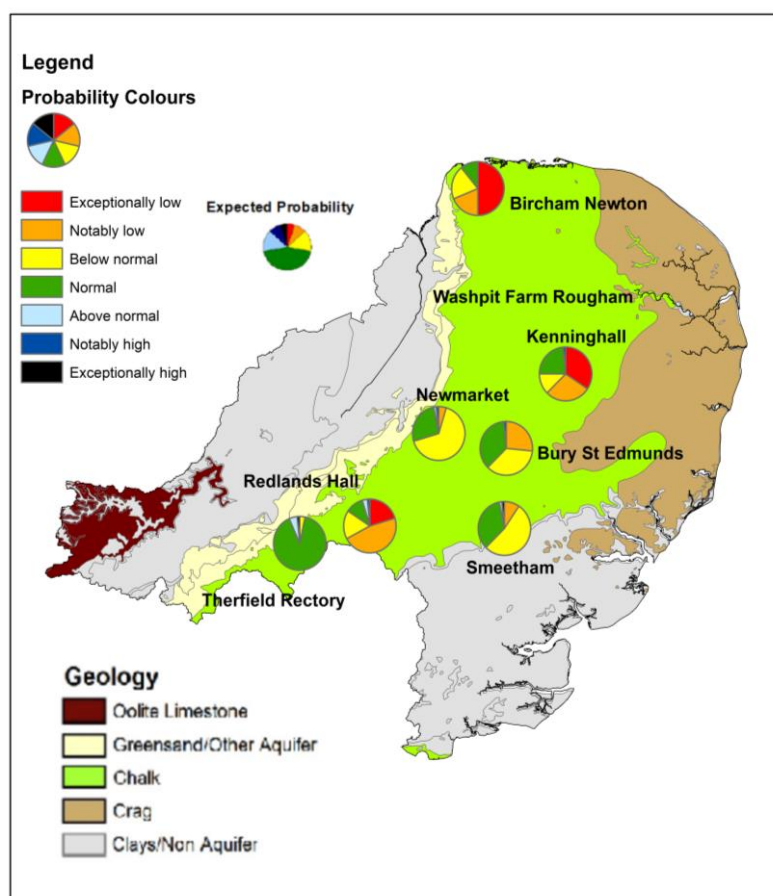 Legend
Probability Colours
Exceptionally low
Notably low
Below normal
Normal
Above normal
Notably high
Exceptionally high
Expected Probability
Bircham Newton
Washpit Farm Rougham
Kenninghall
Newmarket
Bury St Edmunds
Redlands Hall
Smeetham
Therfield Rectory
Geology
Oolite Limestone
Greensand/Other Aquifer
Chalk
Crag
Clays/Non Aquifer